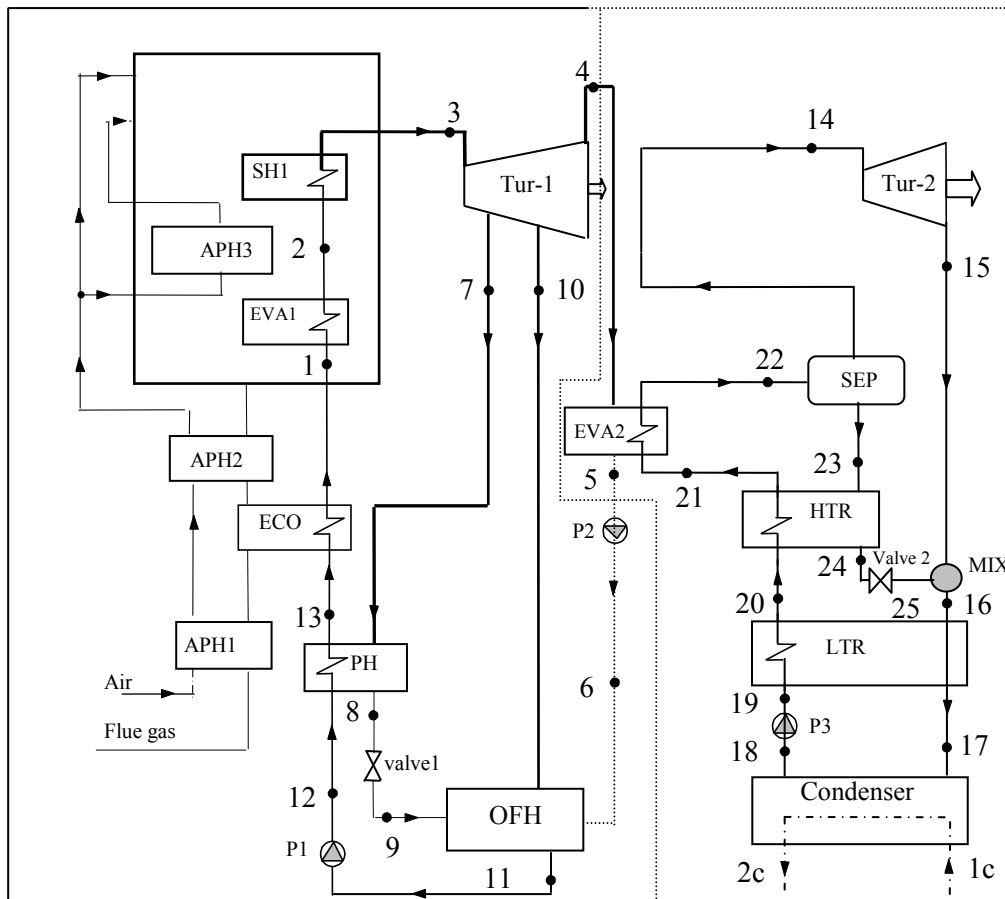 4
3
14
SH1
Tur-1
Tur-2
APH3
2
15
7
10
EVA1
1
22
SEP
EVA2
APH2
5
21
23
ECO
P2
HTR
24
Valve 2
MIX
13
20
25
16
APH1
PH
LTR
Air
6
8
19
Flue gas
P3
valve1
18
17
12
OFH
Condenser
P1
9
11
2c
1c